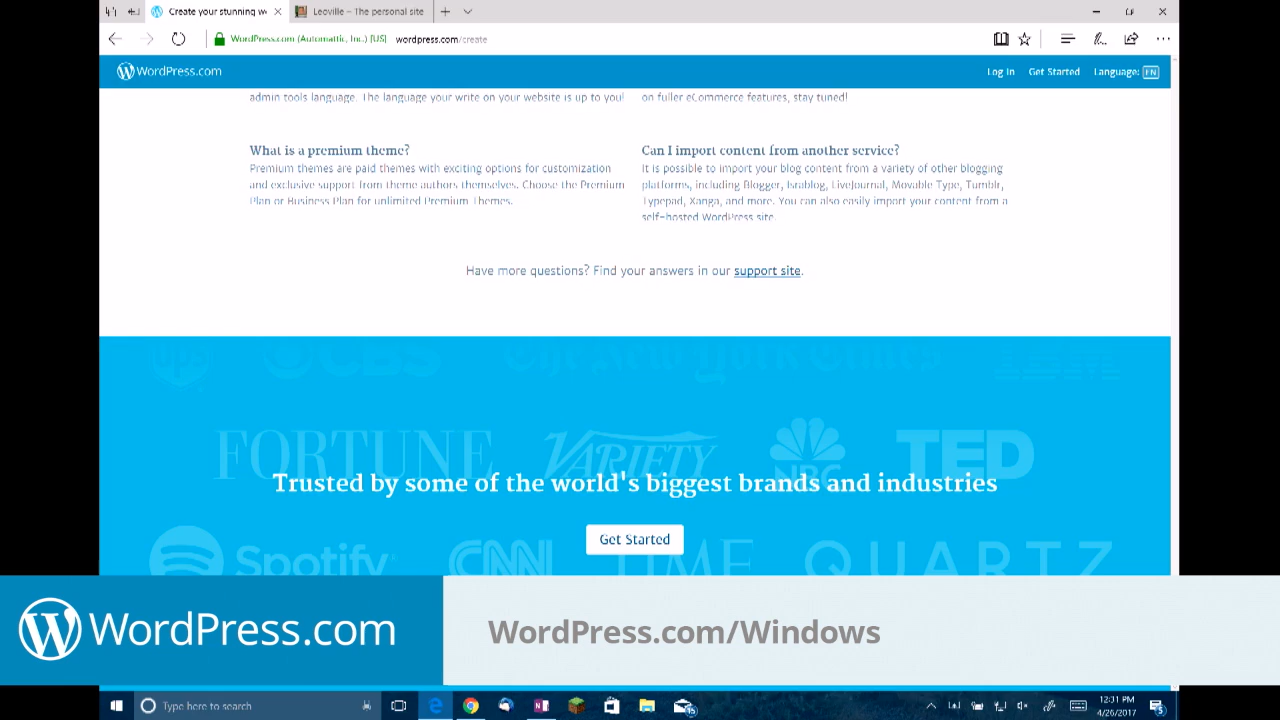 Create your stunning w
Leoville – The personal site
WordPress.com (Automattic, Inc.) [US]
wordpress.com/create
WordPress.com
Log In
Get Started
Language: EN
admin tools language. The language your write on your website is up to you!
on fuller eCommerce features, stay tuned!
What is a premium theme?
Premium themes are paid themes with exciting options for customization
and exclusive support from theme authors themselves. Choose the Premium
Plan or Business Plan for unlimited Premium Themes.
Can I import content from another service?
It is possible to import your blog content from a variety of other blogging
platforms, including Blogger, Israblog, LiveJournal, Movable Type, Tumblr,
Typepad, Xanga, and more. You can also easily import your content from a
self-hosted WordPress site.
Have more questions? Find your answers in our support site.
ups CBS The New York Times IBM
FORTUNE VARIETY NBC TED
Trusted by some of the world's biggest brands and industries
Get Started
Spotify CNN TIME QUARTZ
WordPress.com
WordPress.com/Windows
Type here to search
12:31 PM
4/26/2017